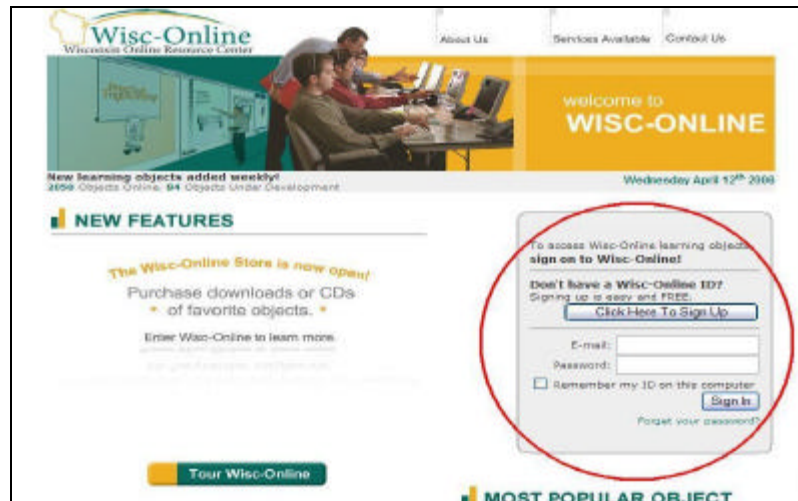 Wisc-Online
Wisconsin Online Resource Center
About Us
Services Available
Contact Us
welcome to
WISC-ONLINE
New learning objects added weekly!
2050 Objects Online, 94 Objects Under Development
Wednesday April 12th 2006
NEW FEATURES
The Wisc-Online Store is now open!
Purchase downloads or CDs
of favorite objects.
Enter Wisc-Online to learn more.
To access Wisc-Online learning objects,
sign on to Wisc-Online!
Don't have a Wisc-Online ID?
Signing up is easy and FREE.
Click Here To Sign Up
E-mail:
Password:
Remember my ID on this computer
Sign In
Forget your password?
Tour Wisc-Online
MOST POPULAR OBJECT